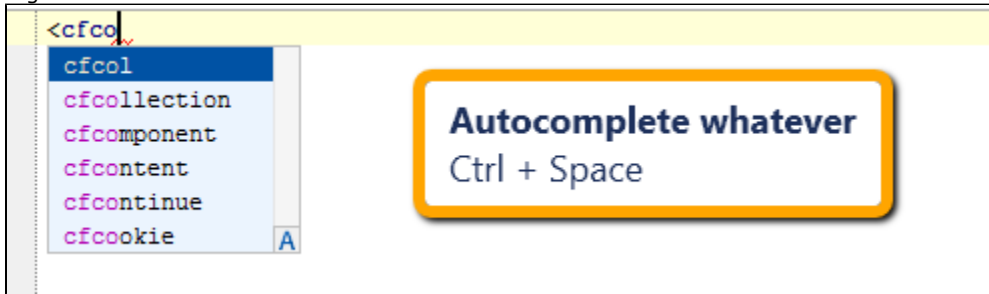 <cfco
cfcol
cfcollection
cfcomponent
cfcontent
cfcontinue
cfcookie
A
Autocomplete whatever
Ctrl + Space